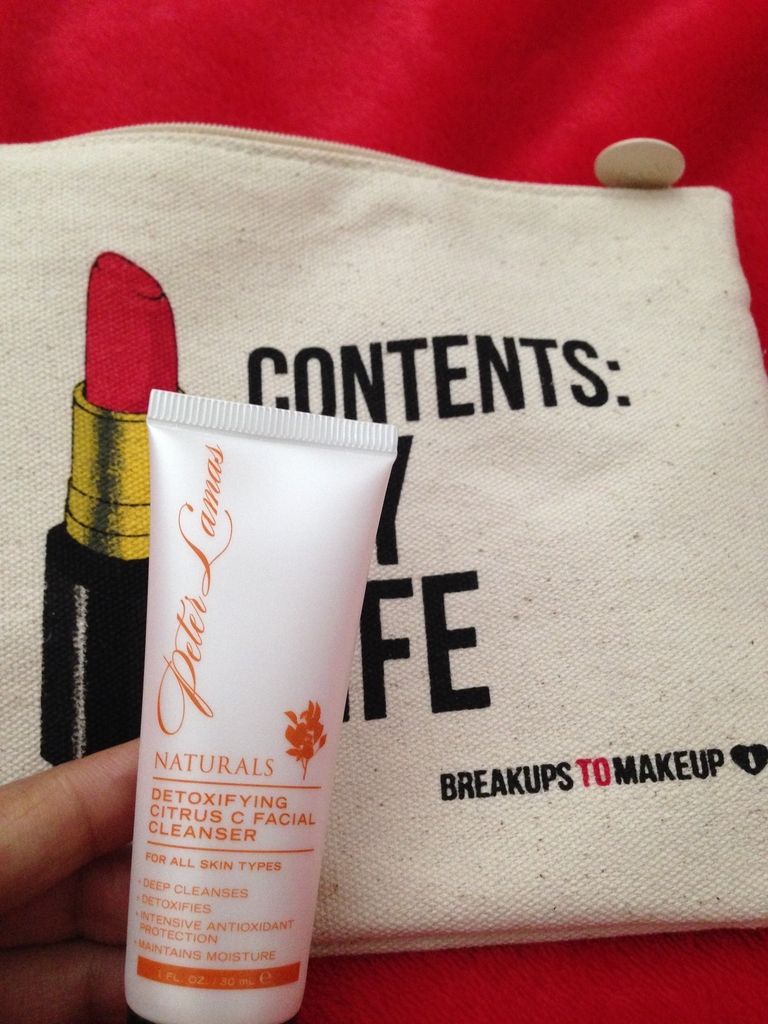 CONTENTS:
FE
BREAKUPS TO MAKEUP
Peter Lamas
NATURALS
DETOXIFYING
CITRUS C FACIAL
CLEANSER
FOR ALL SKIN TYPES
• DEEP CLEANSES
• DETOXIFIES
• INTENSIVE ANTIOXIDANT
PROTECTION
• MAINTAINS MOISTURE
1 FL. OZ. / 30 mL e